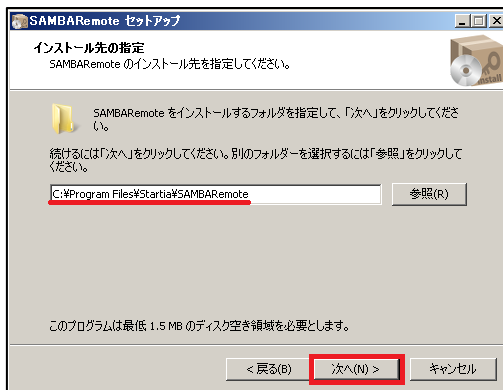 SAMBARemote セットアップ
インストール先の指定
SAMBARemote のインストール先を指定してください。
SAMBARemote をインストールするフォルダを指定して、「次へ」をクリックしてくださ
い。
続けるには「次へ」をクリックしてください。別のフォルダーを選択するには「参照」をクリックして
ください。
C:¥Program Files¥Startia¥SAMBARemote
参照(R)
このプログラムは最低 1.5 MB のディスク空き領域を必要とします。
< 戻る(B)
次へ(N) >
キャンセル